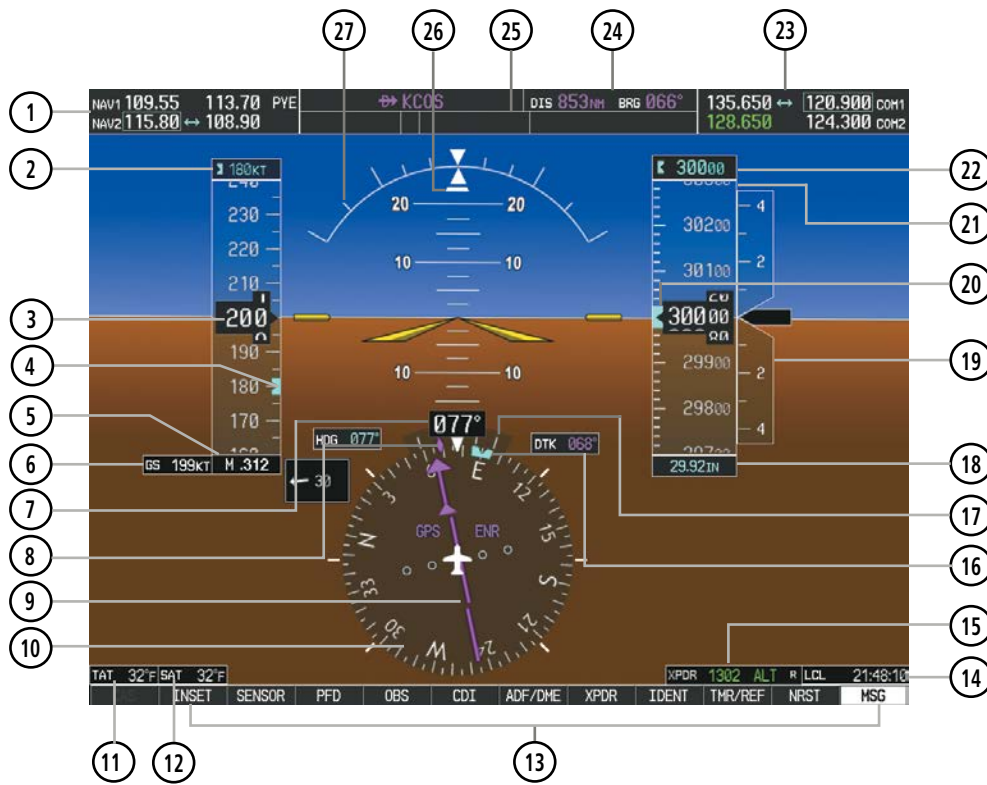 27 26 25 24 23
1 NAV1 109.55 113.70 PYE D KCOS DIS 853NM BRG 066° 135.650 ↔ 120.900 COM1
NAV2 115.80 ↔ 108.90 128.650 124.300 COM2
2 180KT 30000 22
230 20 20 4 21
220 30200
210 10 10 30100 2 20
3 200 30000
190 29900 19
4 180 10 10 2
170 29800
5 077° 4
HDG 077° DTK 068°
6 GS 199KT M .312 29.92IN 18
30
7 E 17
3 12
8 GPS ENR 15 16
N
9 33 S
30 21
10 W 24 15
TAT 32°F SAT 32°F XPDR 1302 ALT R LCL 21:48:10 14
INSET SENSOR PFD OBS CDI ADF/DME XPDR IDENT TMR/REF NRST MSG
11 12 13